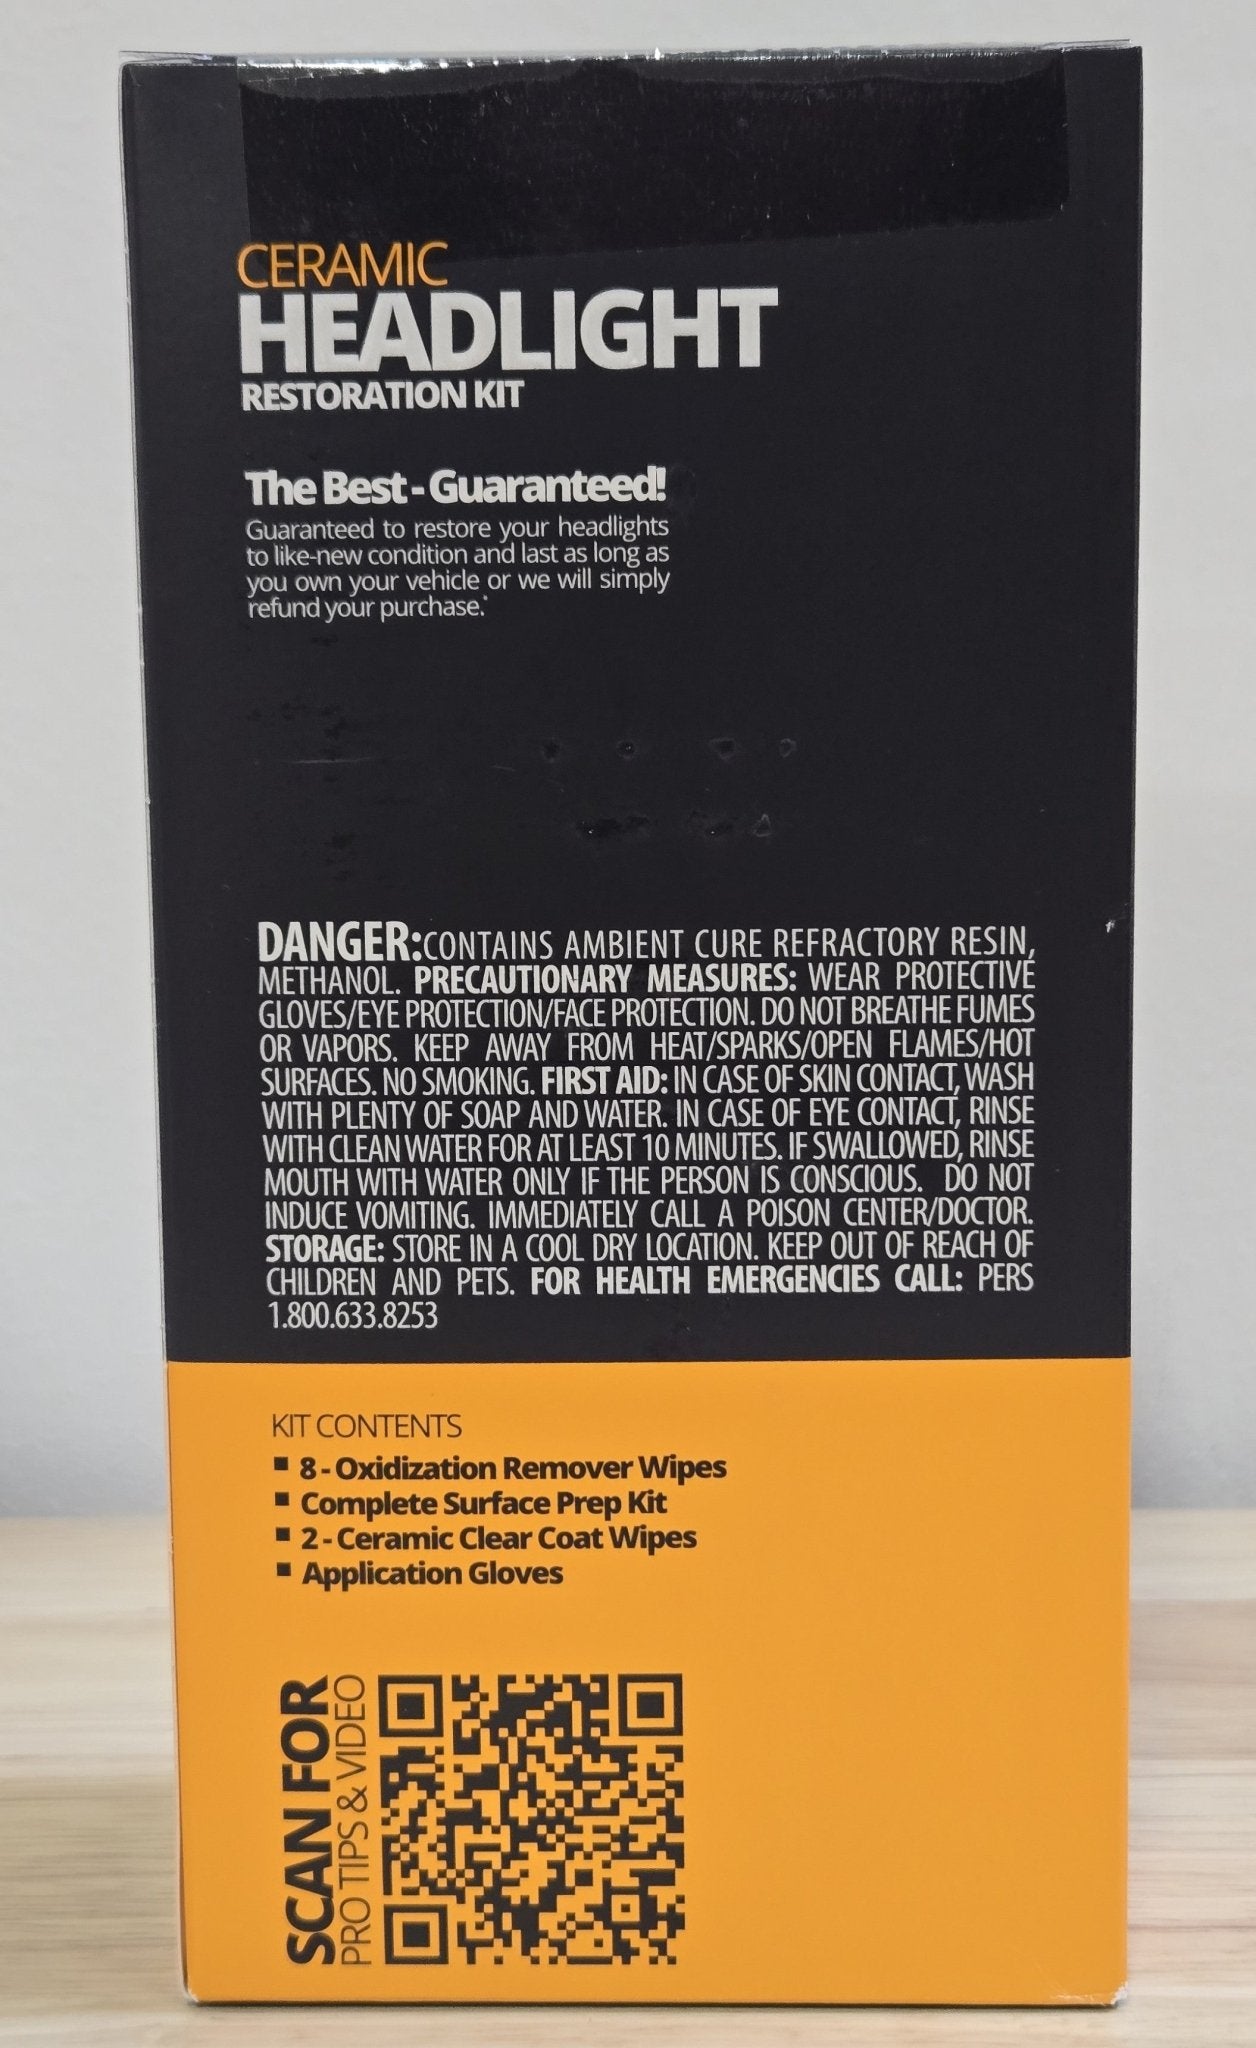 CERAMIC
HEADLIGHT
RESTORATION KIT
The Best - Guaranteed!
Guaranteed to restore your headlights
to like-new condition and last as long as
you own your vehicle or we will simply
refund your purchase.*
DANGER: CONTAINS AMBIENT CURE REFRACTORY RESIN,
METHANOL. PRECAUTIONARY MEASURES: WEAR PROTECTIVE
GLOVES/EYE PROTECTION/FACE PROTECTION. DO NOT BREATHE FUMES
OR VAPORS. KEEP AWAY FROM HEAT/SPARKS/OPEN FLAMES/HOT
SURFACES. NO SMOKING. FIRST AID: IN CASE OF SKIN CONTACT, WASH
WITH PLENTY OF SOAP AND WATER. IN CASE OF EYE CONTACT, RINSE
WITH CLEAN WATER FOR AT LEAST 10 MINUTES. IF SWALLOWED, RINSE
MOUTH WITH WATER ONLY IF THE PERSON IS CONSCIOUS. DO NOT
INDUCE VOMITING. IMMEDIATELY CALL A POISON CENTER/DOCTOR.
STORAGE: STORE IN A COOL DRY LOCATION. KEEP OUT OF REACH OF
CHILDREN AND PETS. FOR HEALTH EMERGENCIES CALL: PERS
1.800.633.8253
KIT CONTENTS
▪ 8 - Oxidization Remover Wipes
▪ Complete Surface Prep Kit
▪ 2 - Ceramic Clear Coat Wipes
▪ Application Gloves
SCAN FOR
PRO TIPS & VIDEO